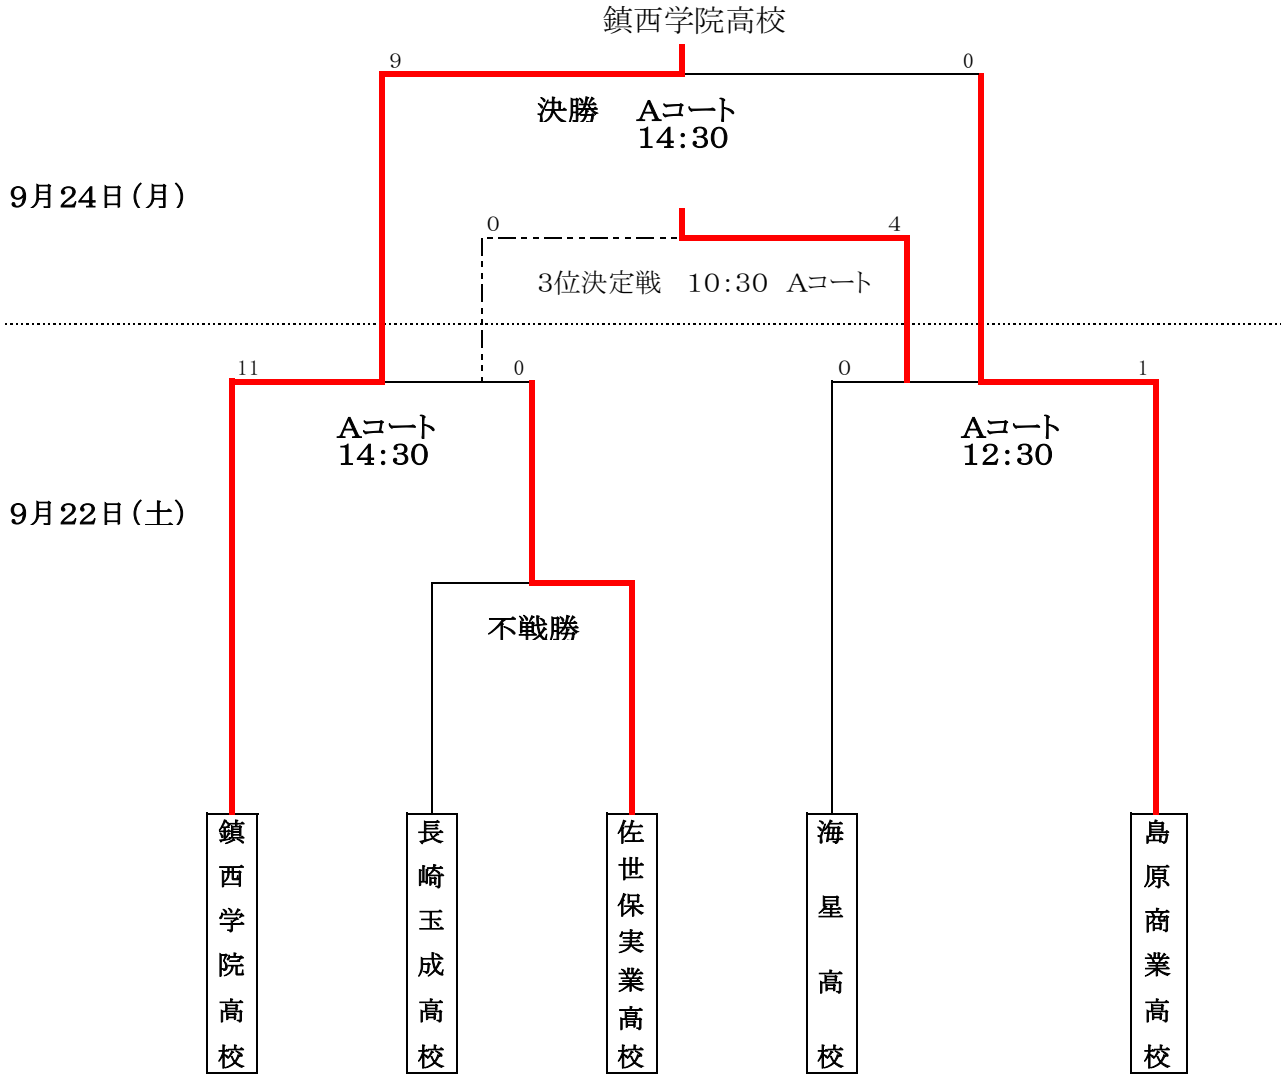 鎮西学院高校
9
0
決勝　Aコート
14:30
9月24日(月)
0
4
3位決定戦　10:30　Aコート
11
0
0
1
Aコート
14:30
Aコート
12:30
9月22日(土)
不戦勝
鎮西学院高校
長崎玉成高校
佐世保実業高校
海星高校
島原商業高校